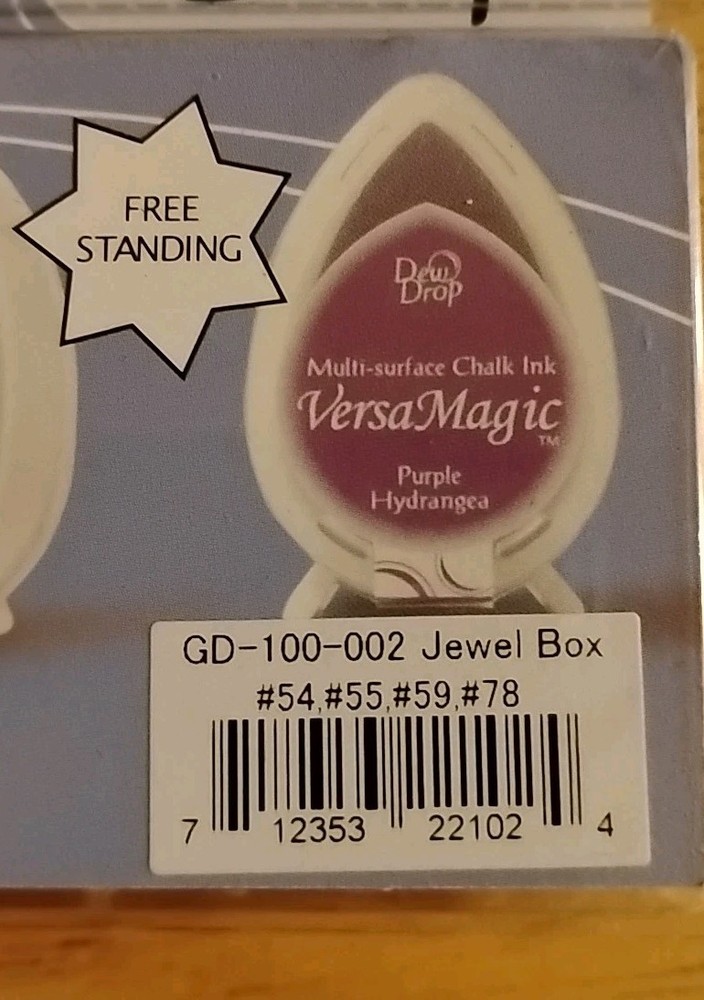 FREE
STANDING
Dew
Drop
Multi-surface Chalk Ink
VersaMagic
™
Purple
Hydrangea
GD-100-002 Jewel Box
#54,#55,#59,#78
7 12353 22102 4